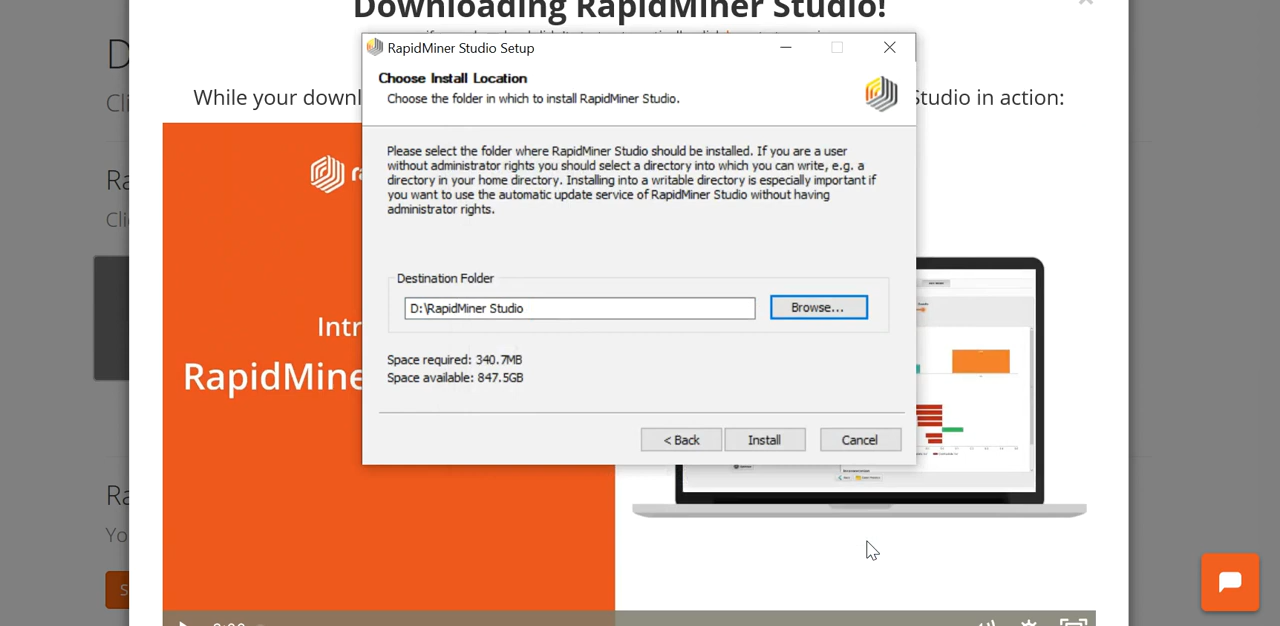 Downloading RapidMiner Studio!
RapidMiner Studio Setup
Choose Install Location
Choose the folder in which to install RapidMiner Studio.
While your downl
Studio in action:
Please select the folder where RapidMiner Studio should be installed. If you are a user
without administrator rights you should select a directory into which you can write, e.g. a
directory in your home directory. Installing into a writable directory is especially important if
you want to use the automatic update service of RapidMiner Studio without having
administrator rights.
Destination Folder
D:\RapidMiner Studio
Browse...
Intr
RapidMine
Space required: 340.7MB
Space available: 847.5GB
< Back
Install
Cancel